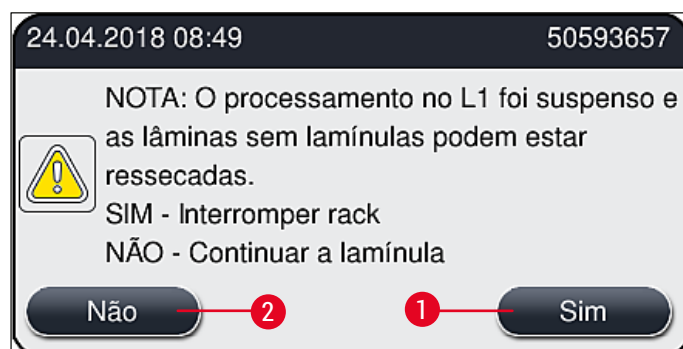 24.04.2018 08:49 50593657
NOTA: O processamento no L1 foi suspenso e
as lâminas sem lamínulas podem estar
ressecadas.
SIM - Interromper rack
NÃO - Continuar a lamínula
Não 2 1 Sim